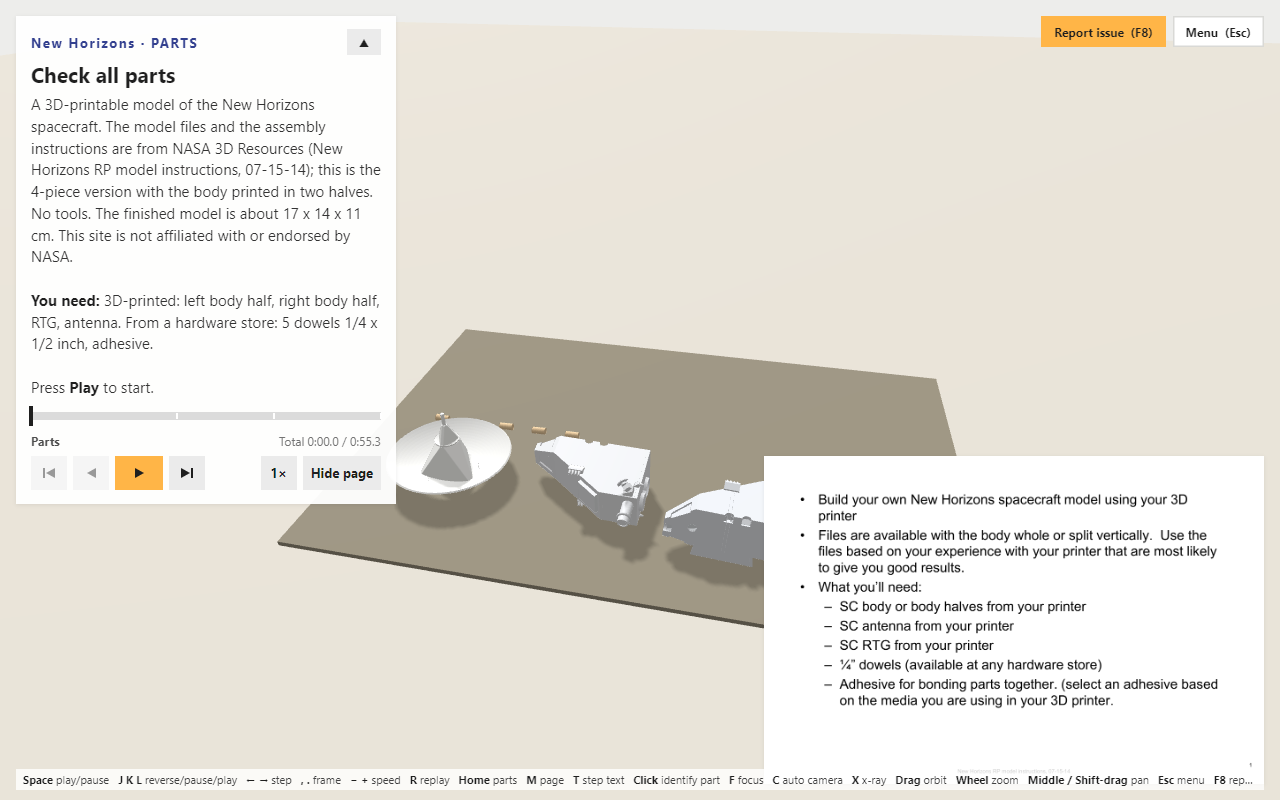 New Horizons · PARTS
▲
Report issue (F8)
Menu (Esc)
Check all parts
A 3D-printable model of the New Horizons
spacecraft. The model files and the assembly
instructions are from NASA 3D Resources (New
Horizons RP model instructions, 07-15-14); this is the
4-piece version with the body printed in two halves.
No tools. The finished model is about 17 x 14 x 11
cm. This site is not affiliated with or endorsed by
NASA.
You need: 3D-printed: left body half, right body half,
RTG, antenna. From a hardware store: 5 dowels 1/4 x
1/2 inch, adhesive.
Press Play to start.
Parts
Total 0:00.0 / 0:55.3
1×
Hide page
• Build your own New Horizons spacecraft model using your 3D
printer
• Files are available with the body whole or split vertically. Use the
files based on your experience with your printer that are most likely
to give you good results.
• What you'll need:
– SC body or body halves from your printer
– SC antenna from your printer
– SC RTG from your printer
– ¼" dowels (available at any hardware store)
– Adhesive for bonding parts together. (select an adhesive based
on the media you are using in your 3D printer.
1
Space play/pause J K L reverse/pause/play ← → step , . frame − + speed R replay Home parts M page T step text Click identify part F focus C auto camera X x-ray Drag orbit Wheel zoom Middle / Shift-drag pan Esc menu F8 rep...